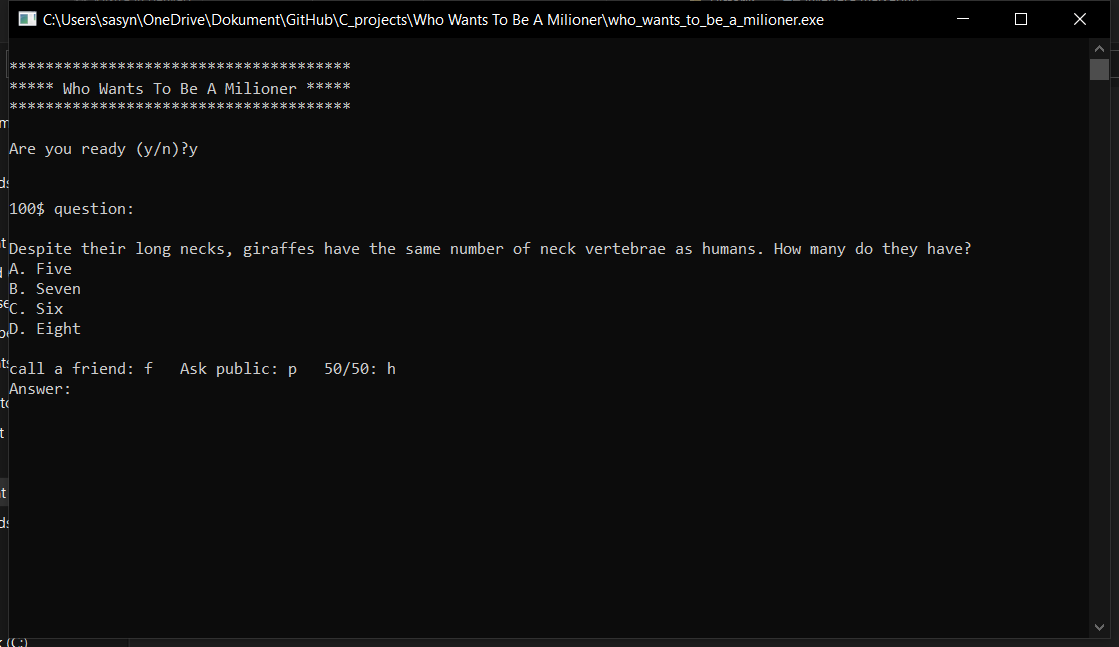 C:\Users\sasyn\OneDrive\Dokument\GitHub\C_projects\Who Wants To Be A Milioner\who_wants_to_be_a_milioner.exe
**************************************
***** Who Wants To Be A Milioner *****
**************************************
Are you ready (y/n)?y
100$ question:
Despite their long necks, giraffes have the same number of neck vertebrae as humans. How many do they have?
A. Five
B. Seven
C. Six
D. Eight
call a friend: f   Ask public: p   50/50: h
Answer:
(C:)